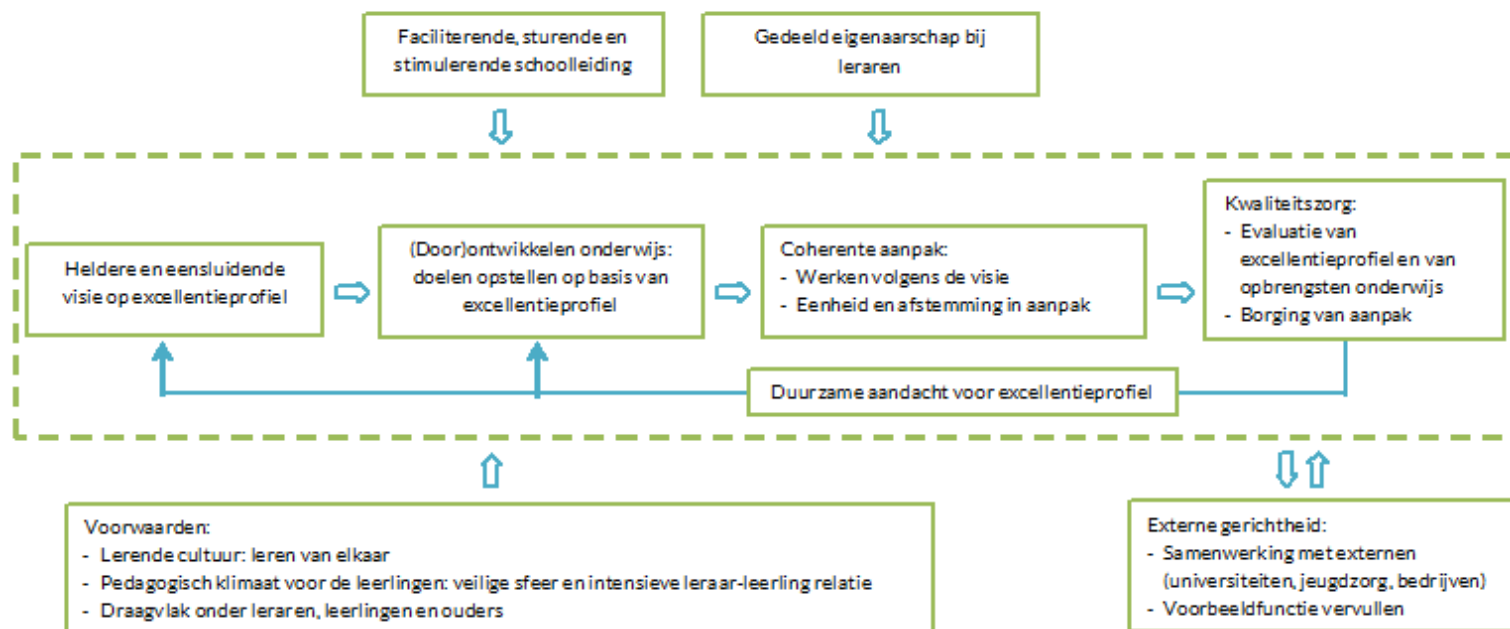 Faciliterende, sturende en
stimulerende schoolleiding
Gedeeld eigenaarschap bij
leraren
Heldere en eensluidende
visie op excellentieprofiel
(Door)ontwikkelen onderwijs:
doelen opstellen op basis van
excellentieprofiel
Coherente aanpak:
- Werken volgens de visie
- Eenheid en afstemming in aanpak
Kwaliteitszorg:
- Evaluatie van
excellentieprofiel en van
opbrengsten onderwijs
- Borging van aanpak
Duurzame aandacht voor excellentieprofiel
Voorwaarden:
- Lerende cultuur: leren van elkaar
- Pedagogisch klimaat voor de leerlingen: veilige sfeer en intensieve leraar-leerling relatie
- Draagvlak onder leraren, leerlingen en ouders
Externe gerichtheid:
- Samenwerking met externen
(universiteiten, jeugdzorg, bedrijven)
- Voorbeeldfunctie vervullen